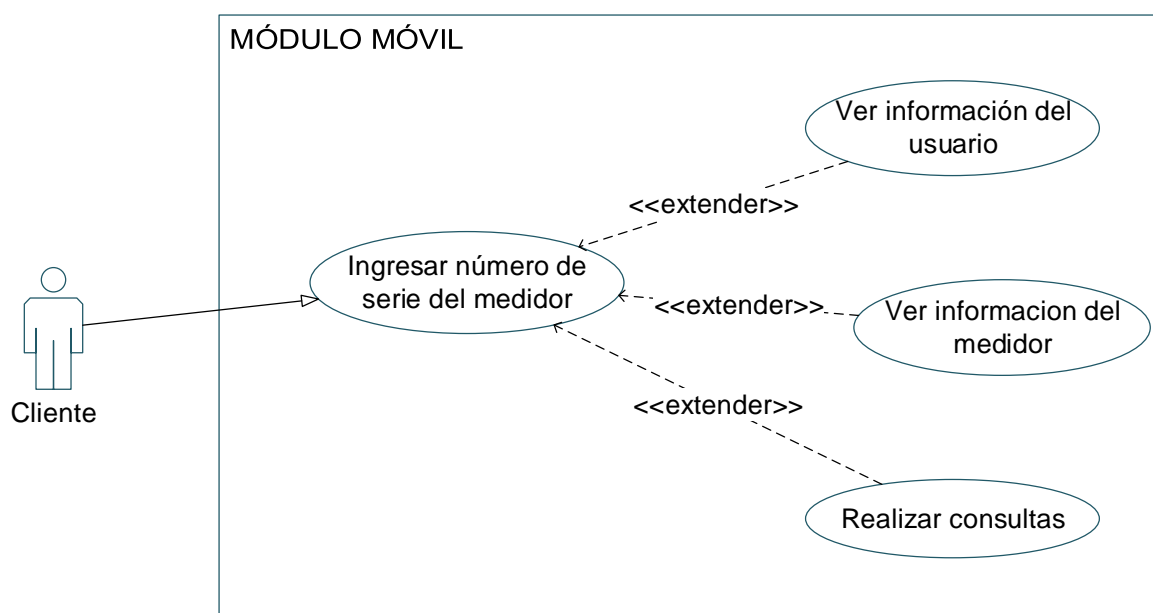 MÓDULO MÓVIL
Ver información del
usuario
<<extender>>
Ingresar número de
serie del medidor
<<extender>>
Ver informacion del
medidor
Cliente
<<extender>>
Realizar consultas